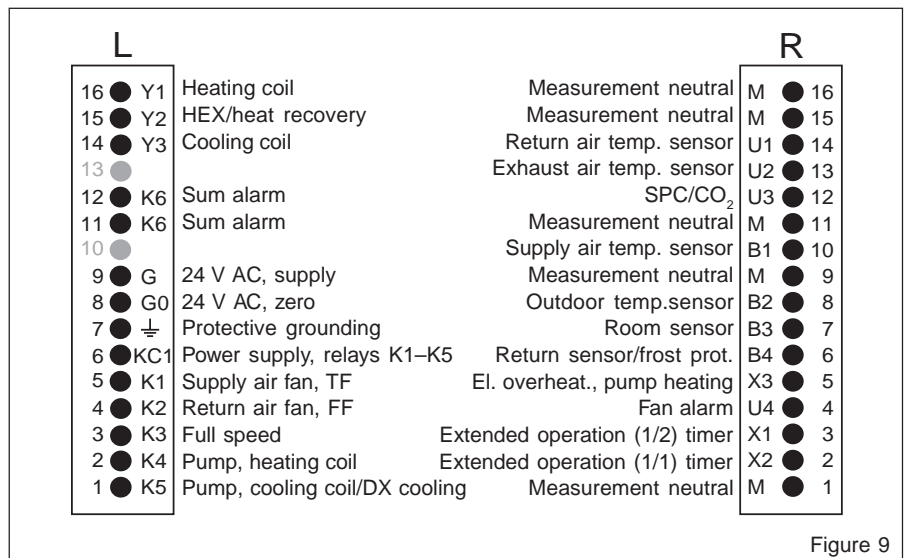 L R
16 Y1 Heating coil Measurement neutral M 16
15 Y2 HEX/heat recovery Measurement neutral M 15
14 Y3 Cooling coil Return air temp. sensor U1 14
13 Exhaust air temp. sensor U2 13
12 K6 Sum alarm SPC/CO2 U3 12
11 K6 Sum alarm Measurement neutral M 11
10 Supply air temp. sensor B1 10
9 G 24 V AC, supply Measurement neutral M 9
8 G0 24 V AC, zero Outdoor temp.sensor B2 8
7 Protective grounding Room sensor B3 7
6 KC1 Power supply, relays K1–K5 Return sensor/frost prot. B4 6
5 K1 Supply air fan, TF El. overheat., pump heating X3 5
4 K2 Return air fan, FF Fan alarm U4 4
3 K3 Full speed Extended operation (1/2) timer X1 3
2 K4 Pump, heating coil Extended operation (1/1) timer X2 2
1 K5 Pump, cooling coil/DX cooling Measurement neutral M 1
Figure 9